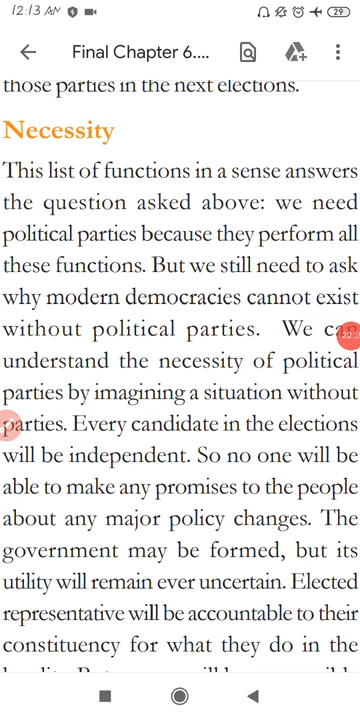 12:13 AM
29
Final Chapter 6....
those parties in the next elections.
Necessity
This list of functions in a sense answers
the question asked above: we need
political parties because they perform all
these functions. But we still need to ask
why modern democracies cannot exist
without political parties. We can
understand the necessity of political
parties by imagining a situation without
parties. Every candidate in the elections
will be independent. So no one will be
able to make any promises to the people
about any major policy changes. The
government may be formed, but its
utility will remain ever uncertain. Elected
representative will be accountable to their
constituency for what they do in the